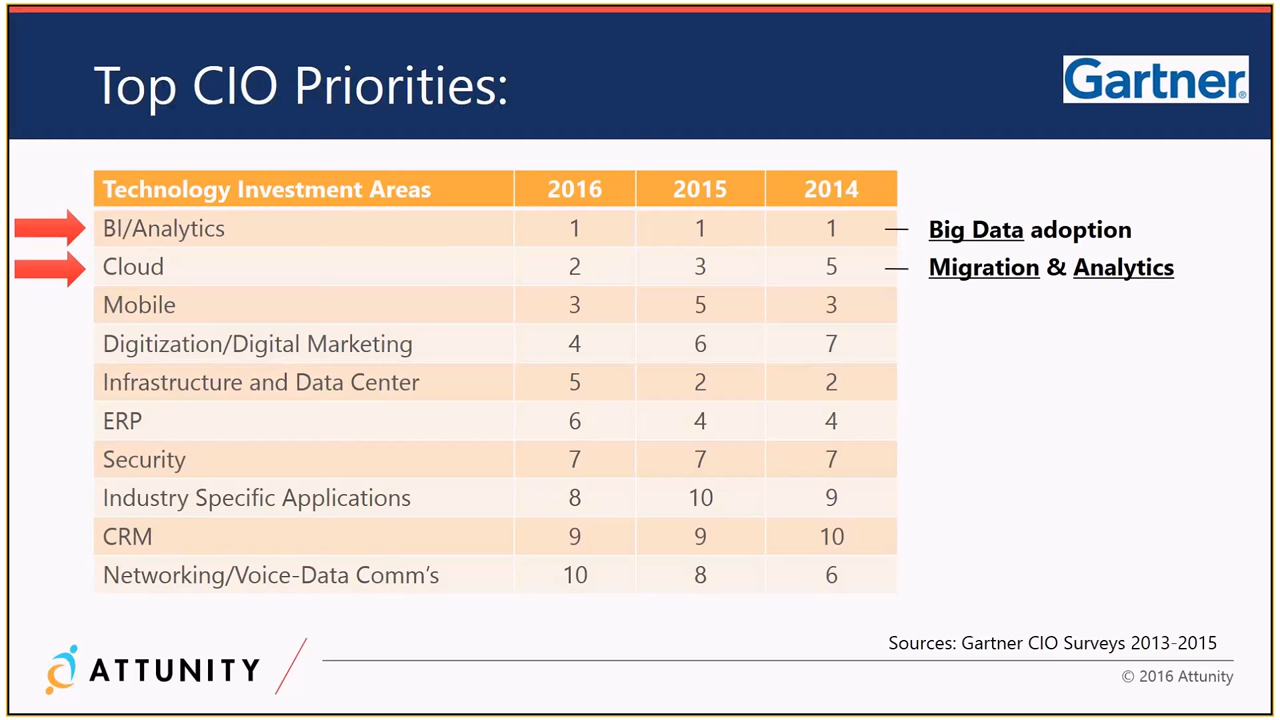 Top CIO Priorities:
Gartner®
Technology Investment Areas 2016 2015 2014
BI/Analytics 1 1 1 — Big Data adoption
Cloud 2 3 5 — Migration & Analytics
Mobile 3 5 3
Digitization/Digital Marketing 4 6 7
Infrastructure and Data Center 5 2 2
ERP 6 4 4
Security 7 7 7
Industry Specific Applications 8 10 9
CRM 9 9 10
Networking/Voice-Data Comm’s 10 8 6
Sources: Gartner CIO Surveys 2013-2015
ATTUNITY
© 2016 Attunity